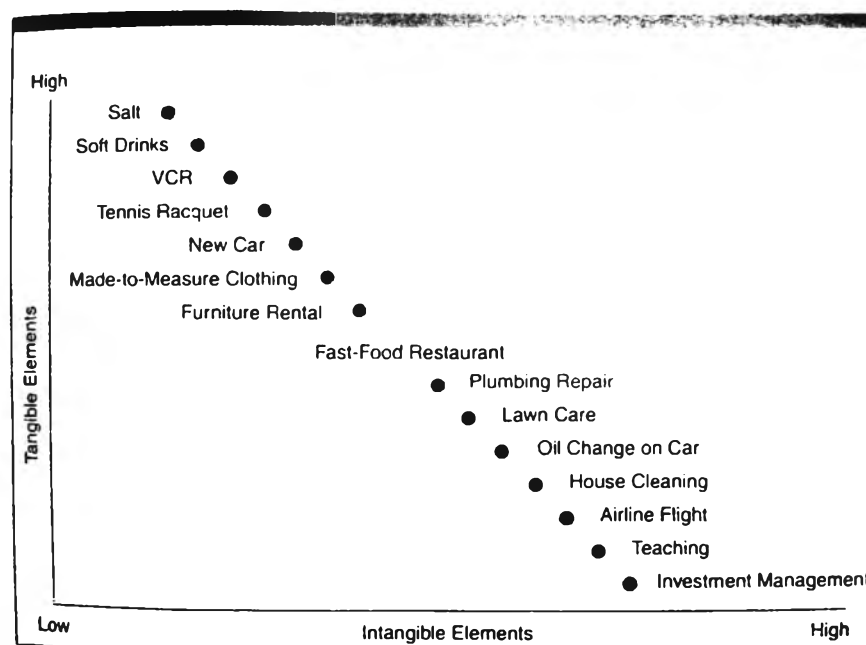 High
Salt
Soft Drinks
VCR
Tennis Racquet
New Car
Made-to-Measure Clothing
Furniture Rental
Fast-Food Restaurant
Plumbing Repair
Lawn Care
Oil Change on Car
House Cleaning
Airline Flight
Teaching
Investment Management
Tangible Elements
Low
Intangible Elements
High